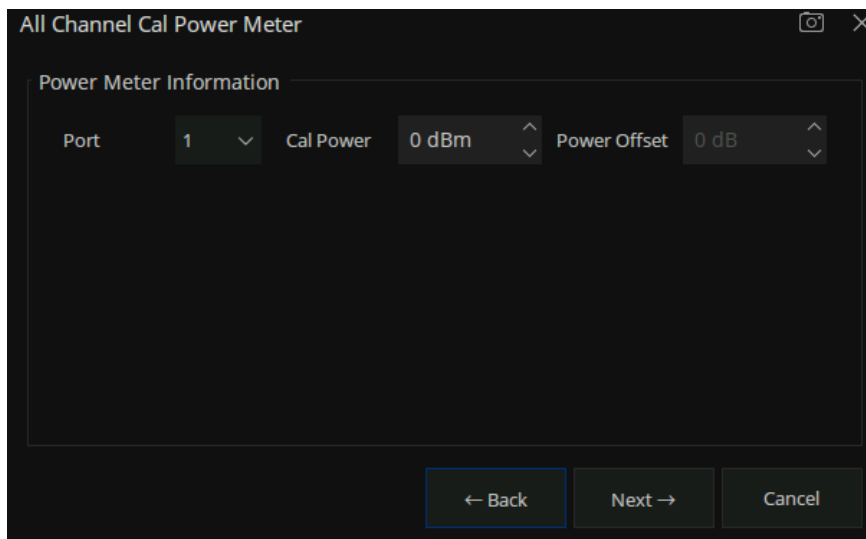 All Channel Cal Power Meter
Power Meter Information
Port 1 Cal Power 0 dBm Power Offset 0 dB
← Back Next → Cancel